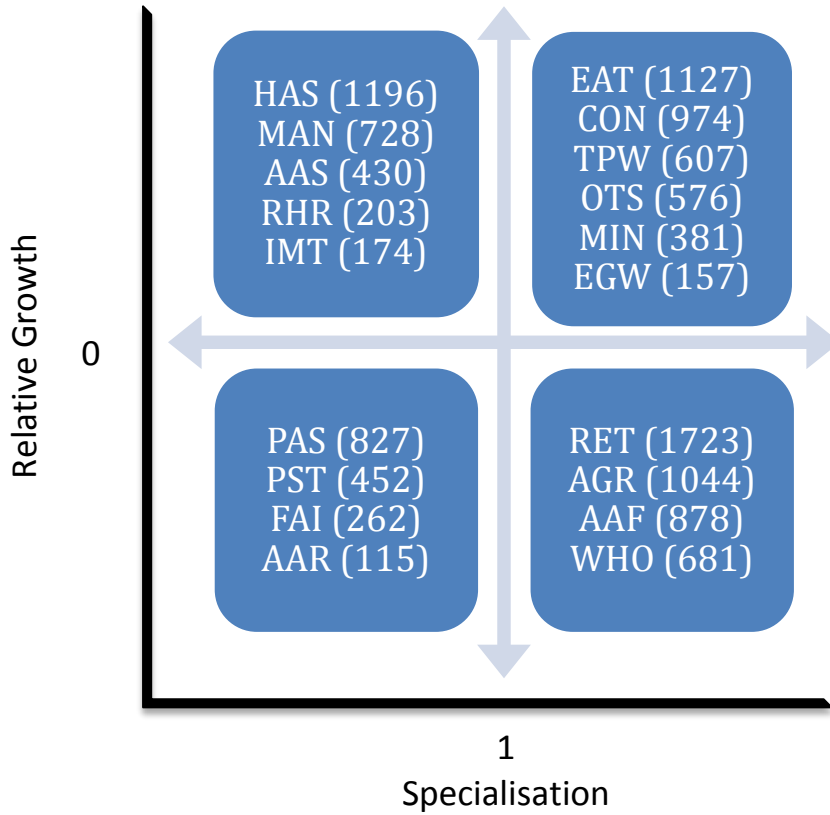 HAS (1196)
MAN (728)
AAS (430)
RHR (203)
IMT (174)
EAT (1127)
CON (974)
TPW (607)
OTS (576)
MIN (381)
EGW (157)
Relative Growth
0
PAS (827)
PST (452)
FAI (262)
AAR (115)
RET (1723)
AGR (1044)
AAF (878)
WHO (681)
1
Specialisation